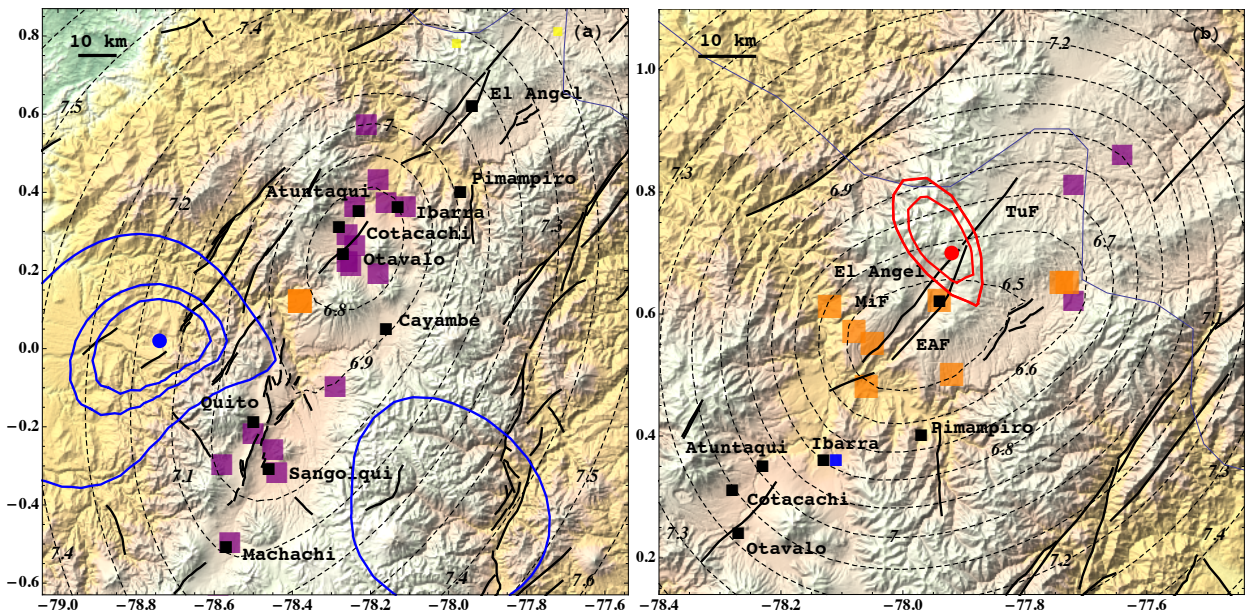 0.8
0.6
0.4
0.2
0.0
−0.2
−0.4
−0.6
−79.0
−78.8
−78.6
−78.4
−78.2
−78.0
−77.8
−77.6
10 km
(a)
7.4
7.5
El Angel
7
Atuntaqui
Pimampiro
Ibarra
7.2
7.3
Cotacachi
Otavalo
6.8
Cayambe
6.9
Quito
7.1
Sangolqui
7.5
Machachi
7.4
7.4
7.6
1.0
0.8
0.6
0.4
0.2
−78.4
−78.2
−78.0
−77.8
−77.6
10 km
(b)
7.2
7.3
6.9
TuF
6.7
El Angel
6.5
MiF
7.1
EAF
6.6
Pimampiro
Atuntaqui
Ibarra
6.8
7.3
Cotacachi
7.3
7
Otavalo
7.2
7.4